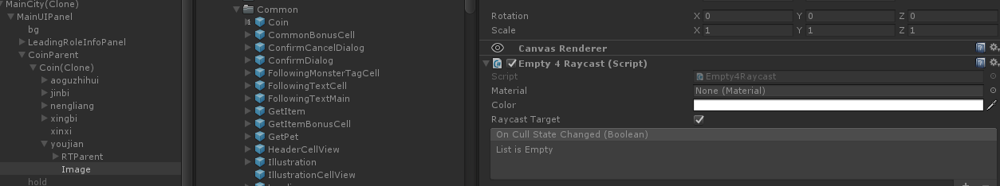 MainCity(Clone)
MainUIPanel
bg
LeadingRoleInfoPanel
CoinParent
Coin(Clone)
aoguzhihui
jinbi
nengliang
xingbi
xinxi
youjian
RTParent
Image
hold
Common
Coin
CommonBonusCell
ConfirmCancelDialog
ConfirmDialog
FollowingMonsterTagCell
FollowingTextCell
FollowingTextMain
GetItem
GetItemBonusCell
GetPet
HeaderCellView
Illustration
IllustrationCellView
Rotation X 0 Y 0 Z 0
Scale X 1 Y 1 Z 1
Canvas Renderer
Empty 4 Raycast (Script)
Script Empty4Raycast
Material None (Material)
Color
Raycast Target
On Cull State Changed (Boolean)
List is Empty